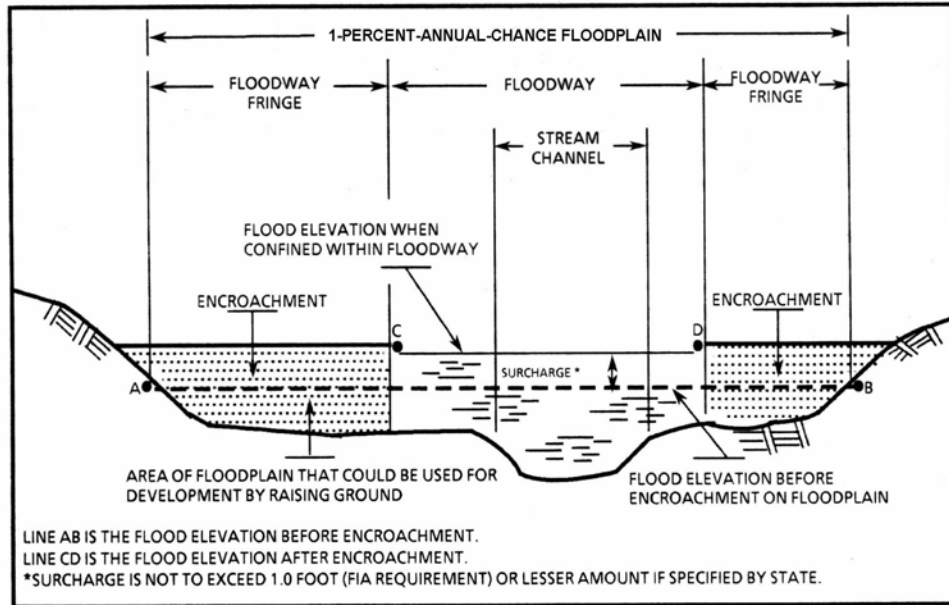 1-PERCENT-ANNUAL-CHANCE FLOODPLAIN
FLOODWAY
FRINGE
FLOODWAY
FLOODWAY
FRINGE
STREAM
CHANNEL
FLOOD ELEVATION WHEN
CONFINED WITHIN FLOODWAY
ENCROACHMENT
ENCROACHMENT
C
D
SURCHARGE *
A
B
AREA OF FLOODPLAIN THAT COULD BE USED FOR
DEVELOPMENT BY RAISING GROUND
FLOOD ELEVATION BEFORE
ENCROACHMENT ON FLOODPLAIN
LINE AB IS THE FLOOD ELEVATION BEFORE ENCROACHMENT.
LINE CD IS THE FLOOD ELEVATION AFTER ENCROACHMENT.
*SURCHARGE IS NOT TO EXCEED 1.0 FOOT (FIA REQUIREMENT) OR LESSER AMOUNT IF SPECIFIED BY STATE.